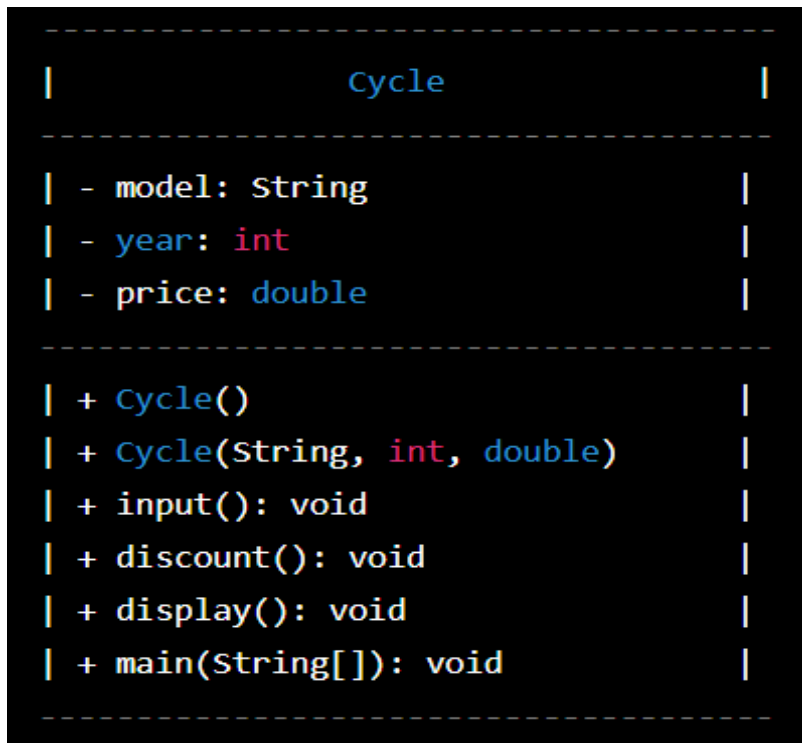 ---------------------------------------
| Cycle |
---------------------------------------
| - model: String |
| - year: int |
| - price: double |
---------------------------------------
| + Cycle() |
| + Cycle(String, int, double) |
| + input(): void |
| + discount(): void |
| + display(): void |
| + main(String[]): void |
---------------------------------------